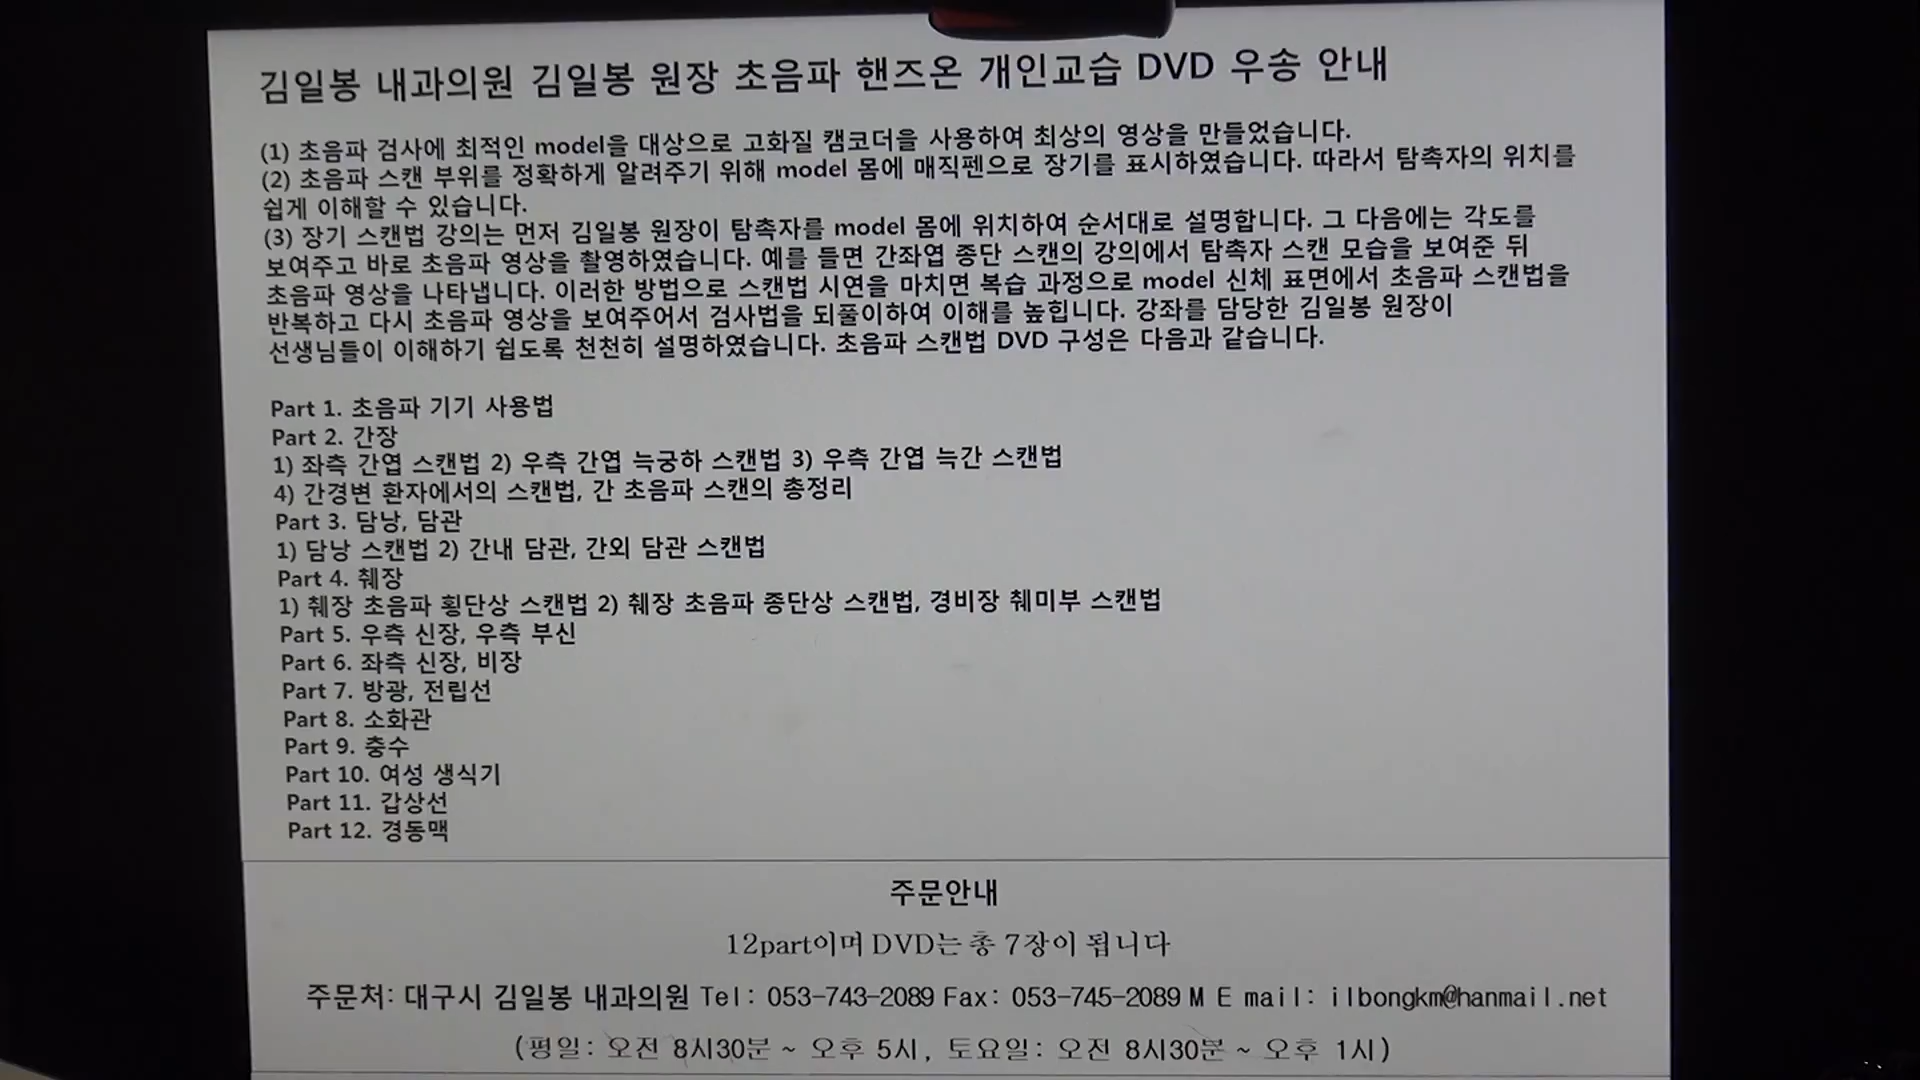 김일봉 내과의원 김일봉 원장 초음파 핸즈온 개인교습 DVD 우송 안내
(1) 초음파 검사에 최적인 model을 대상으로 고화질 캠코더을 사용하여 최상의 영상을 만들었습니다.
(2) 초음파 스캔 부위를 정확하게 알려주기 위해 model 몸에 매직펜으로 장기를 표시하였습니다. 따라서 탐촉자의 위치를
쉽게 이해할 수 있습니다.
(3) 장기 스캔법 강의는 먼저 김일봉 원장이 탐촉자를 model 몸에 위치하여 순서대로 설명합니다. 그 다음에는 각도를
보여주고 바로 초음파 영상을 촬영하였습니다. 예를 들면 간좌엽 종단 스캔의 강의에서 탐촉자 스캔 모습을 보여준 뒤
초음파 영상을 나타냅니다. 이러한 방법으로 스캔법 시연을 마치면 복습 과정으로 model 신체 표면에서 초음파 스캔법을
반복하고 다시 초음파 영상을 보여주어서 검사법을 되풀이하여 이해를 높힙니다. 강좌를 담당한 김일봉 원장이
선생님들이 이해하기 쉽도록 천천히 설명하였습니다. 초음파 스캔법 DVD 구성은 다음과 같습니다.
Part 1. 초음파 기기 사용법
Part 2. 간장
1) 좌측 간엽 스캔법 2) 우측 간엽 늑궁하 스캔법 3) 우측 간엽 늑간 스캔법
4) 간경변 환자에서의 스캔법, 간 초음파 스캔의 총정리
Part 3. 담낭, 담관
1) 담낭 스캔법 2) 간내 담관, 간외 담관 스캔법
Part 4. 췌장
1) 췌장 초음파 횡단상 스캔법 2) 췌장 초음파 종단상 스캔법, 경비장 췌미부 스캔법
Part 5. 우측 신장, 우측 부신
Part 6. 좌측 신장, 비장
Part 7. 방광, 전립선
Part 8. 소화관
Part 9. 충수
Part 10. 여성 생식기
Part 11. 갑상선
Part 12. 경동맥
주문안내
12part이며 DVD는 총 7장이 됩니다
주문처: 대구시 김일봉 내과의원 Tel: 053-743-2089 Fax: 053-745-2089 M E mail: ilbongkm@hanmail.net
(평일: 오전 8시30분 ~ 오후 5시, 토요일: 오전 8시30분 ~ 오후 1시)